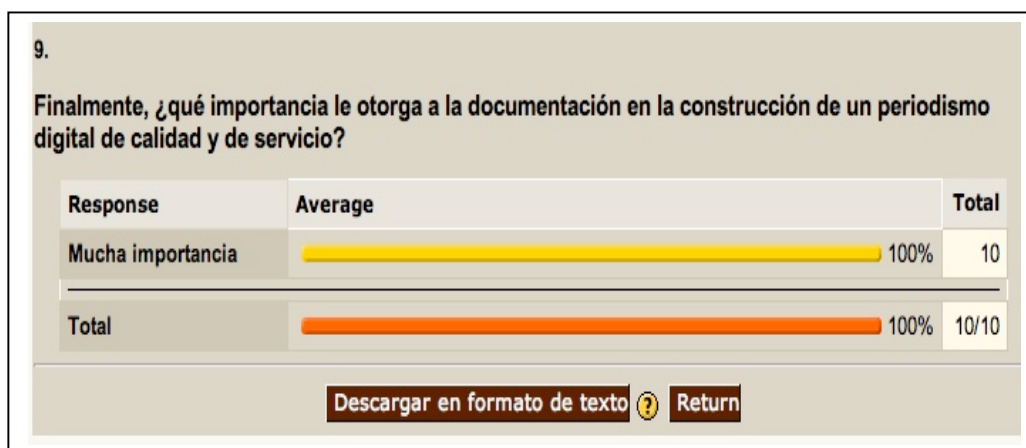 9.
Finalmente, ¿qué importancia le otorga a la documentación en la construcción de un periodismo
digital de calidad y de servicio?
Response Average Total
Mucha importancia 100% 10
Total 100% 10/10
Descargar en formato de texto ? Return